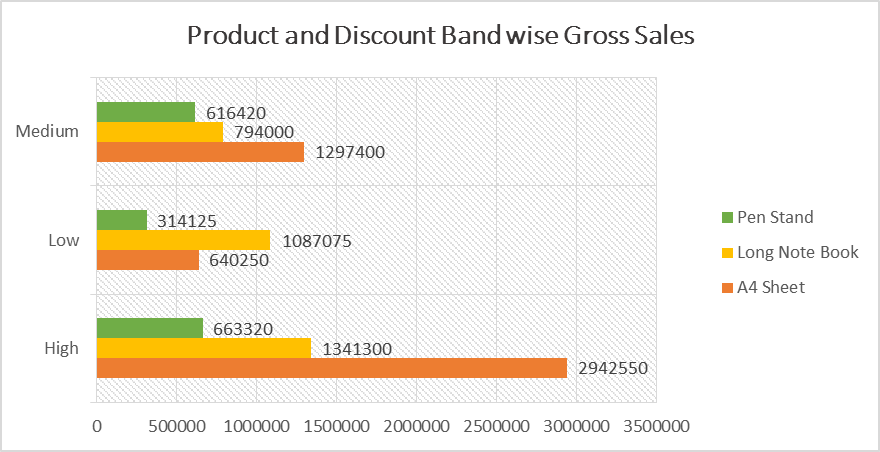 Product and Discount Band wise Gross Sales
Medium
616420
794000
1297400
Low
314125
1087075
640250
High
663320
1341300
2942550
0 500000 1000000 1500000 2000000 2500000 3000000 3500000
Pen Stand
Long Note Book
A4 Sheet